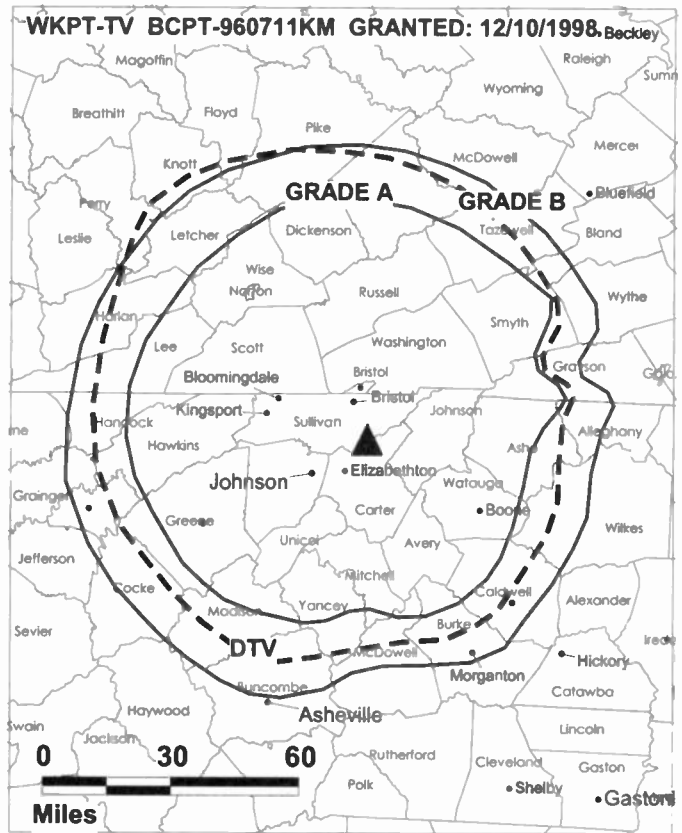 WKPT-TV BCPT-960711KM GRANTED: 12/10/1998
Beckley
Magoffin
Raleigh
Summ
Wyoming
Breathitt
Floyd
Pike
Mercer
Knott
McDowell
GRADE A
GRADE B
Bluefield
Perry
Leslie
Letcher
Dickenson
Tazewell
Bland
Wise
Norton
Russell
Wythe
Harlan
Smyth
Lee
Scott
Washington
Grayson
Bloomingdale
Bristol
Kingsport
Bristol
Johnson
Hancock
Sullivan
Alleghony
Hawkins
Ashe
Johnson
Elizabethton
Watauga
Grainger
Carter
Boone
Greene
Wilkes
Unicoi
Avery
Jefferson
Mitchell
Cocke
Caldwell
Alexander
Madison
Yancey
Burke
Sevier
DTV
McDowell
Hickory
Morganton
Buncombe
Catawba
Haywood
Asheville
Swain
Lincoln
Jackson
0 30 60
Rutherford
Cleveland
Gaston
Polk
Shelby
Miles